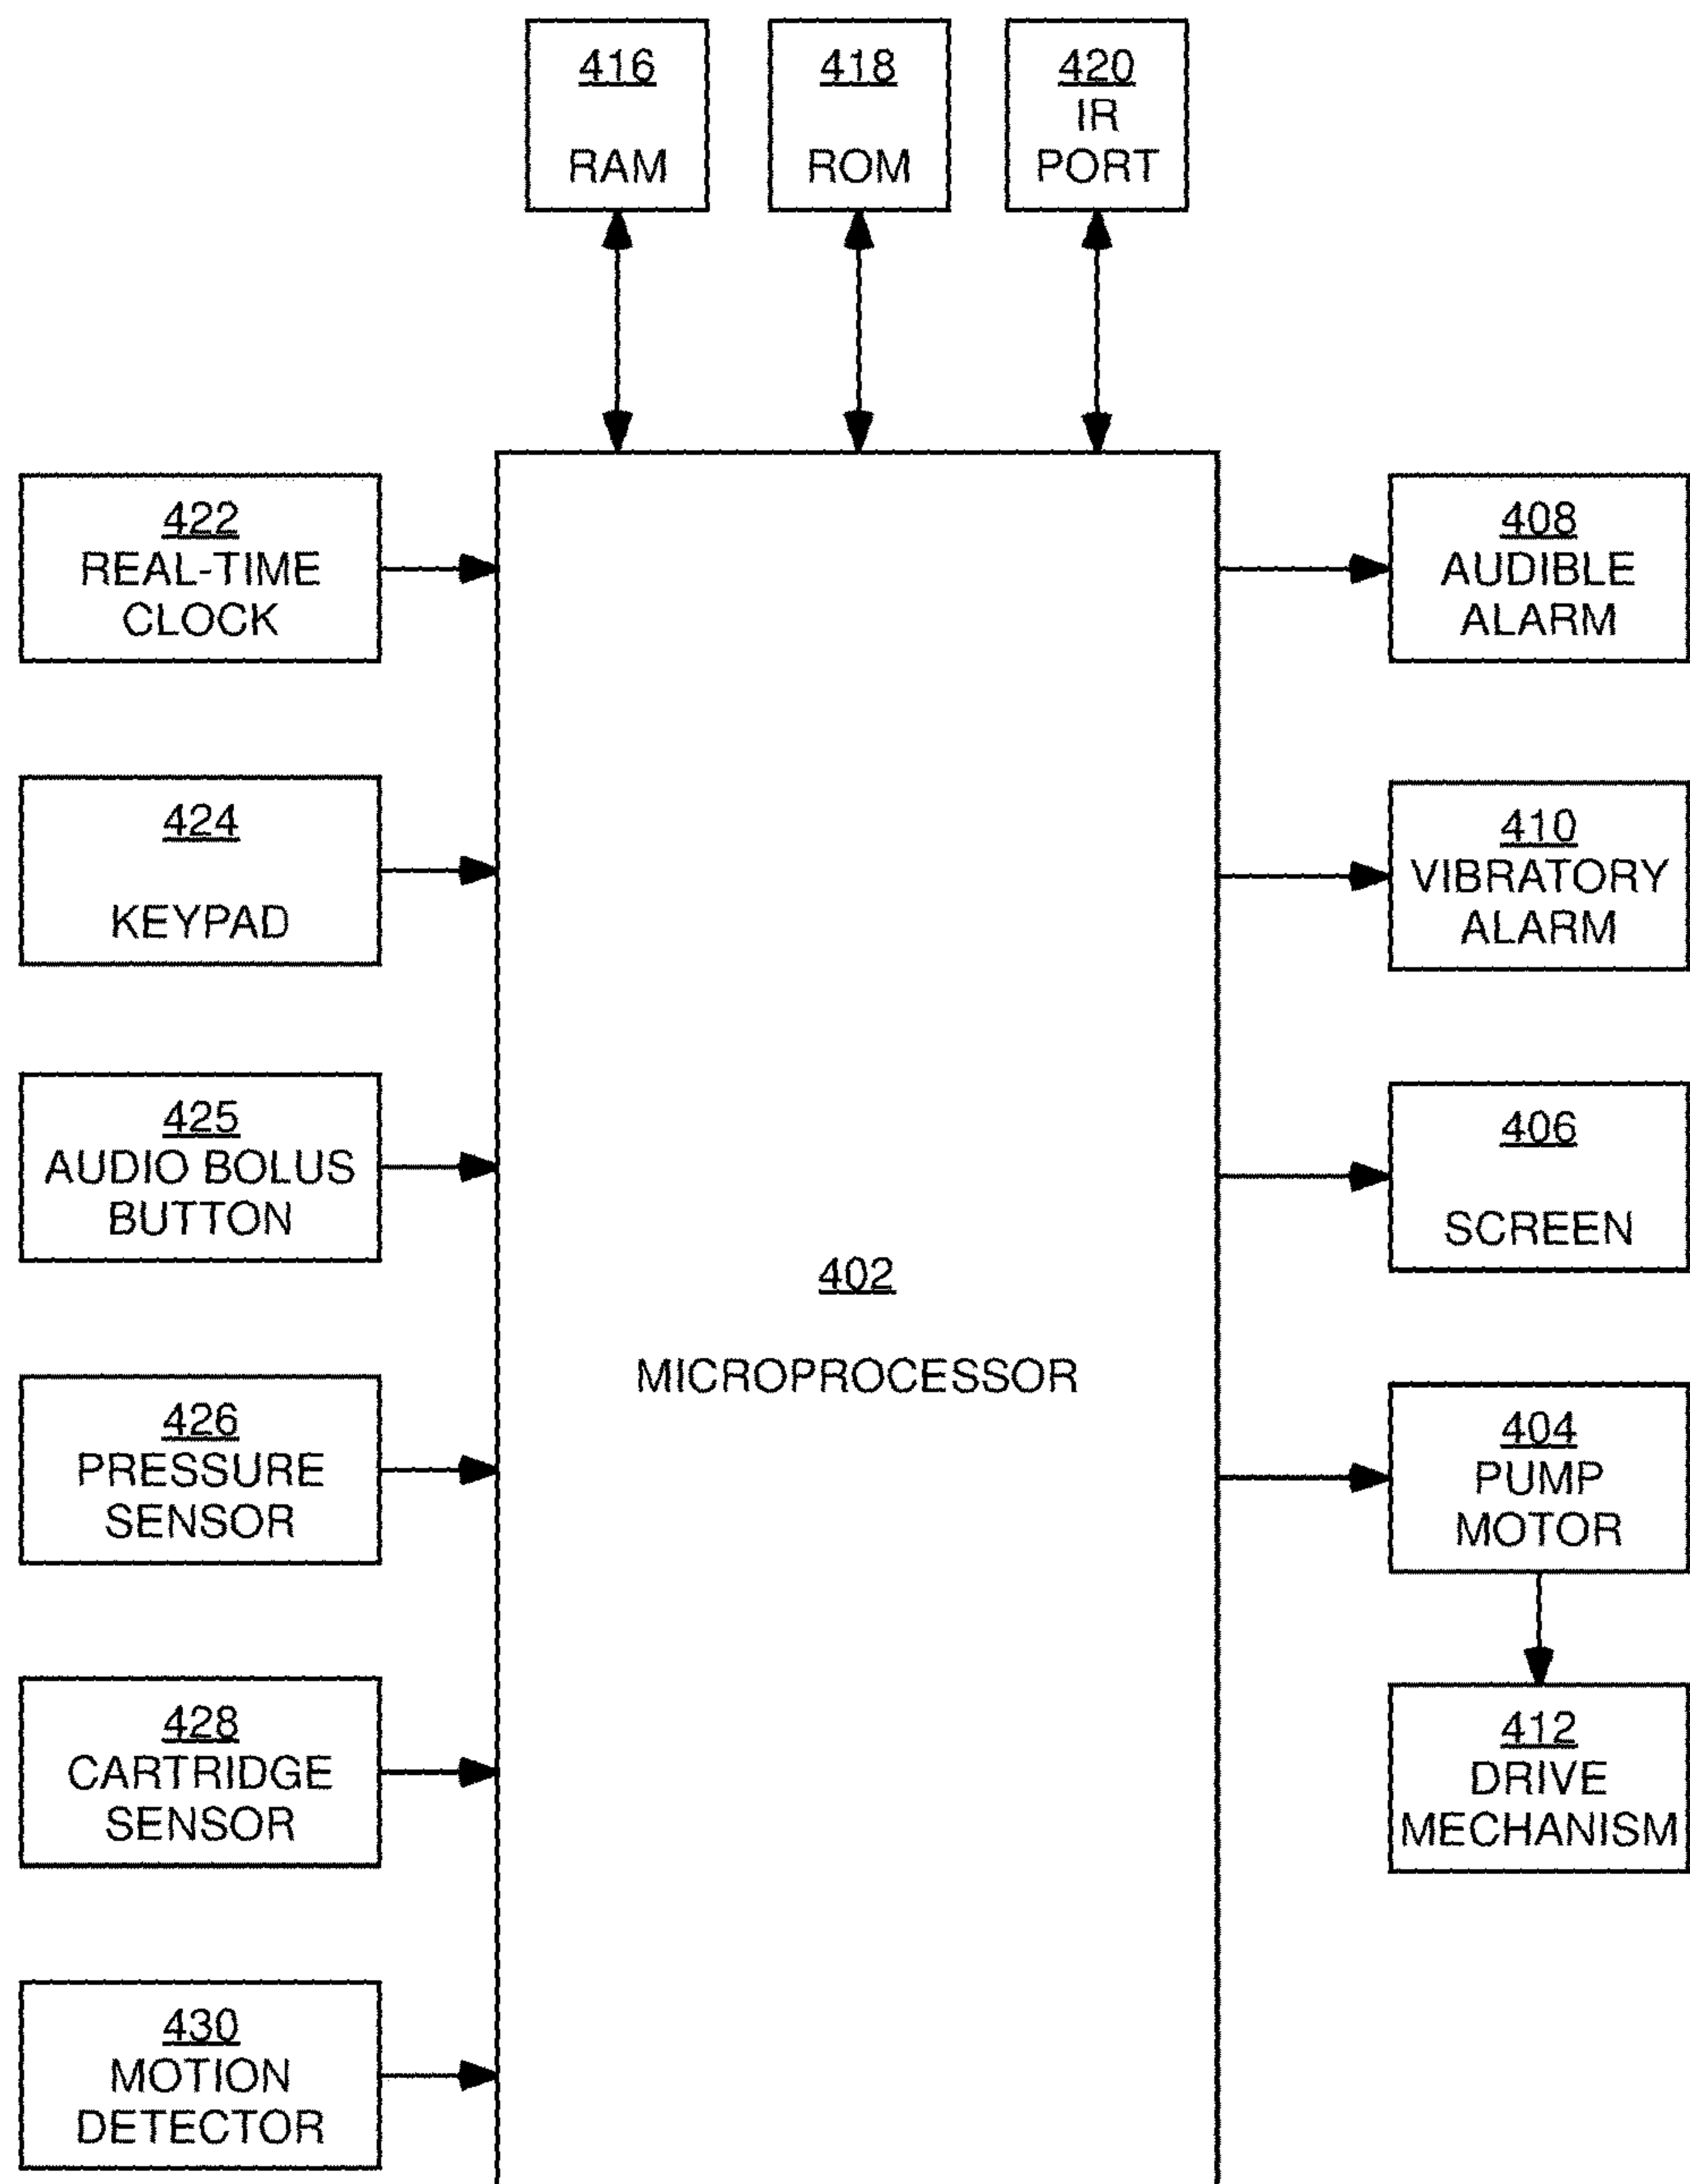 416
RAM
418
ROM
420
IR
PORT
422
REAL-TIME
CLOCK
424
KEYPAD
425
AUDIO BOLUS
BUTTON
426
PRESSURE
SENSOR
428
CARTRIDGE
SENSOR
430
MOTION
DETECTOR
402
MICROPROCESSOR
408
AUDIBLE
ALARM
410
VIBRATORY
ALARM
406
SCREEN
404
PUMP
MOTOR
412
DRIVE
MECHANISM